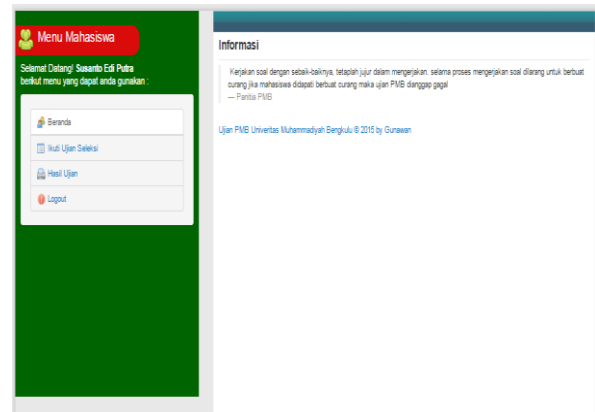 Menu Mahasiswa
Selamat Datang! Susanto Edi Putra
berikut menu yang dapat anda gunakan :
Beranda
Ikuti Ujian Seleksi
Hasil Ujian
Logout
Informasi
Kerjakan soal dengan sebaik-baiknya, tetaplah jujur dalam mengerjakan. selama proses mengerjakan soal dilarang untuk berbuat
curang jika mahasiswa didapati berbuat curang maka ujian PMB dianggap gagal
— Panitia PMB
Ujian PMB Univeritas Muhammadiyah Bengkulu © 2015 by Gunawan